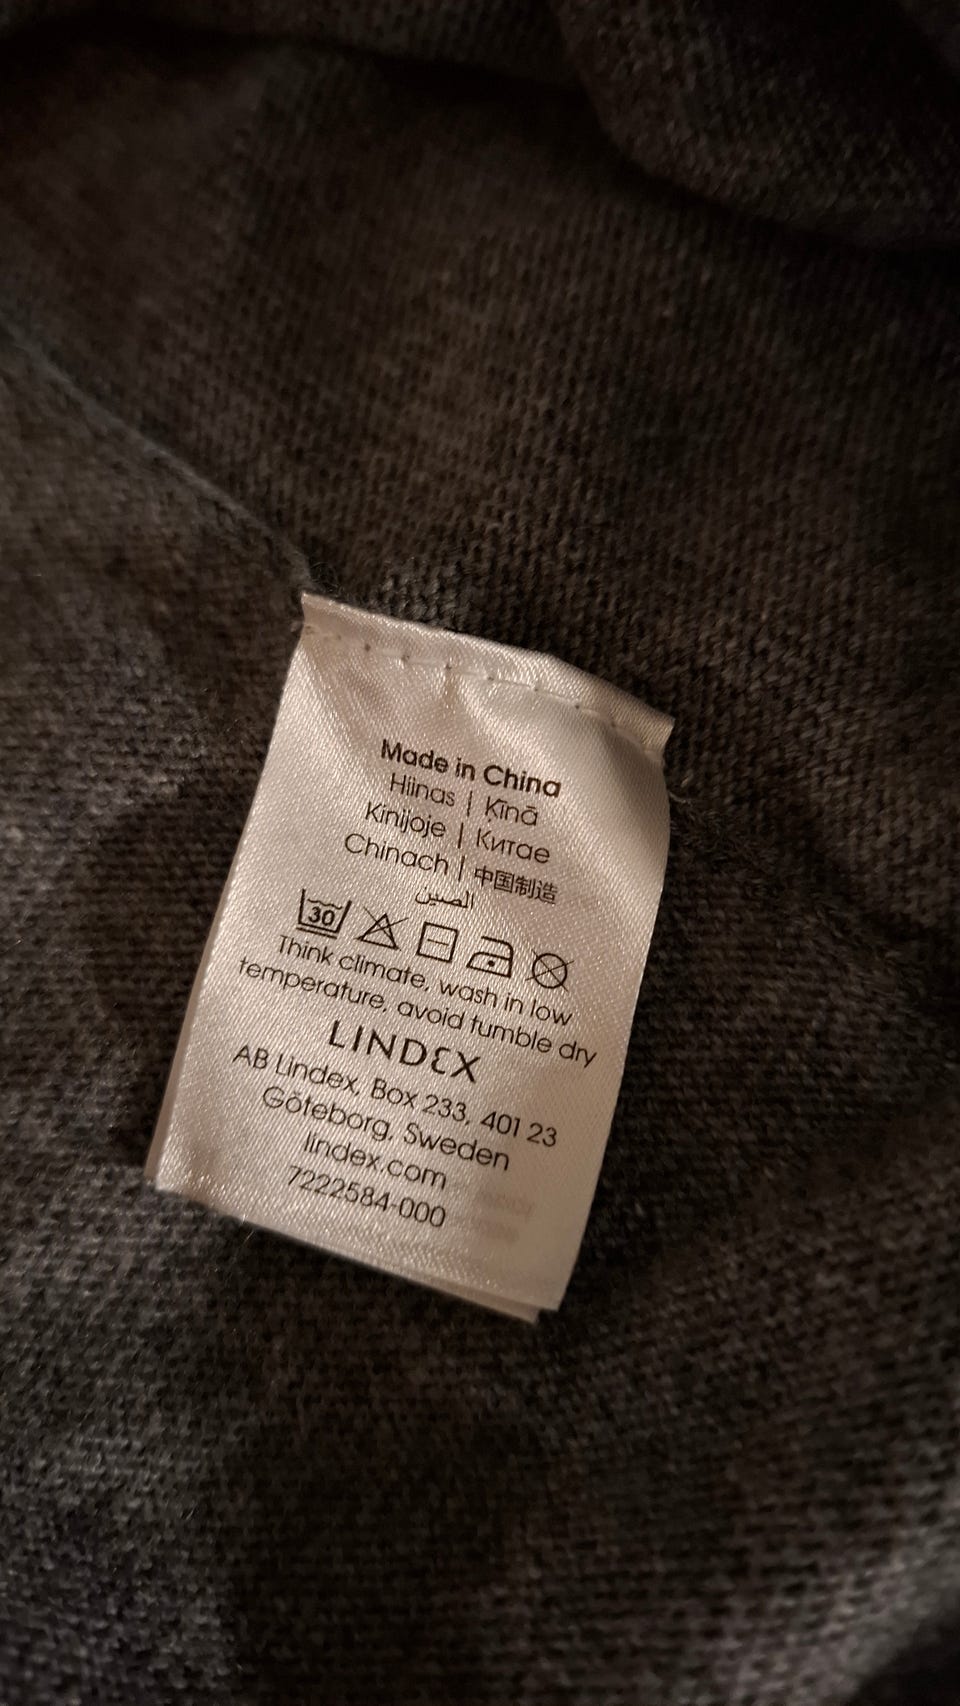 Made in China
Hiinas | Ķīnā
Kinijoje | Китае
Chinach | 中国制造
الصين
30
Think climate, wash in low
temperature, avoid tumble dry
LINDEX
AB Lindex, Box 233, 401 23
Göteborg, Sweden
lindex.com
7222584-000